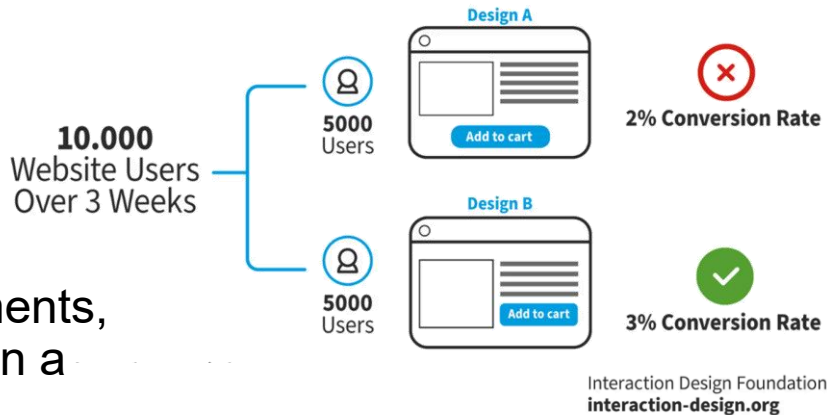 Design A
Add to cart
5000
Users
2% Conversion Rate
10.000
Website Users
Over 3 Weeks
Design B
Add to cart
5000
Users
3% Conversion Rate
Interaction Design Foundation
interaction-design.org